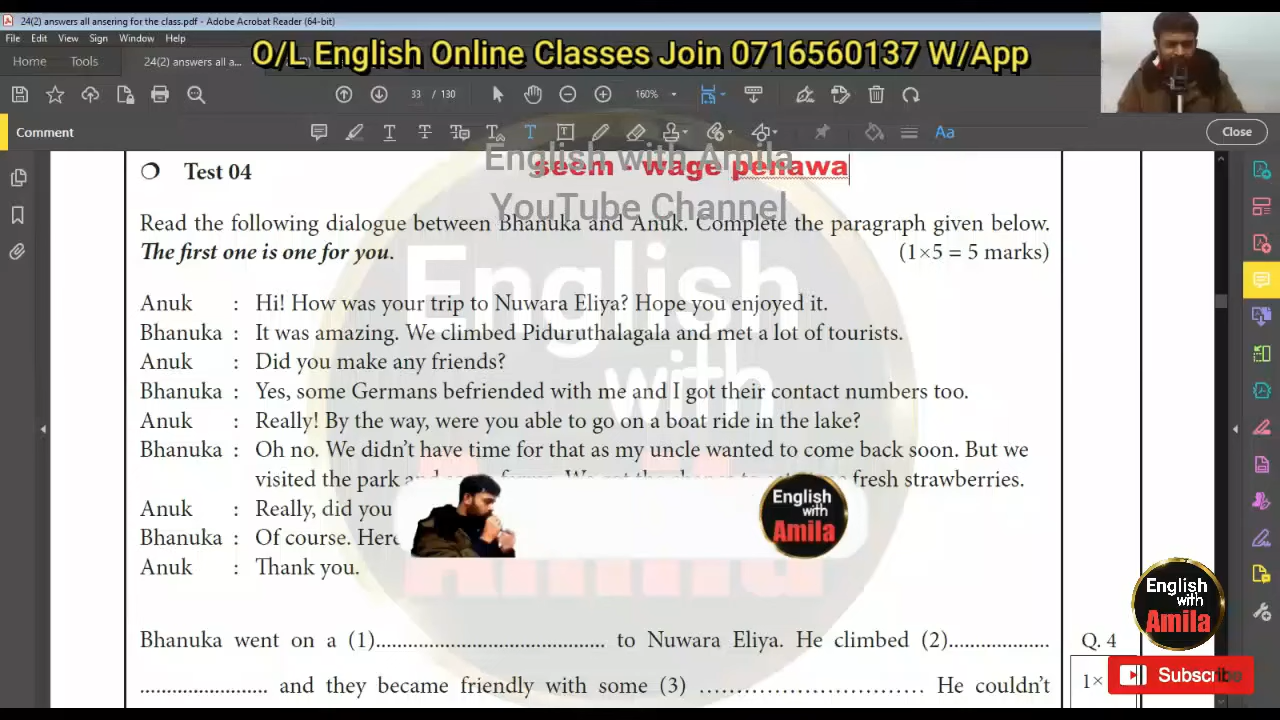 24(2) answers all ansering for the class.pdf - Adobe Acrobat Reader (64-bit)
File Edit View Sign Window Help
O/L English Online Classes Join 0716560137 W/App
Home Tools 24(2) answers all a...
33 / 130 160%
Comment Close
English with Amila
YouTube Channel
Test 04 seem - wage penawa
Read the following dialogue between Bhanuka and Anuk. Complete the paragraph given below.
The first one is one for you. (1×5 = 5 marks)
Anuk : Hi! How was your trip to Nuwara Eliya? Hope you enjoyed it.
Bhanuka : It was amazing. We climbed Piduruthalagala and met a lot of tourists.
Anuk : Did you make any friends?
Bhanuka : Yes, some Germans befriended with me and I got their contact numbers too.
Anuk : Really! By the way, were you able to go on a boat ride in the lake?
Bhanuka : Oh no. We didn't have time for that as my uncle wanted to come back soon. But we
visited the park fresh strawberries.
Anuk : Really, did you
Bhanuka : Of course. Here
Anuk : Thank you.
English with Amila
English with Amila
English with Amila
Bhanuka went on a (1)............................................. to Nuwara Eliya. He climbed (2)....................
......................... and they became friendly with some (3) ................................. He couldn't
Q. 4
1×
Subscribe